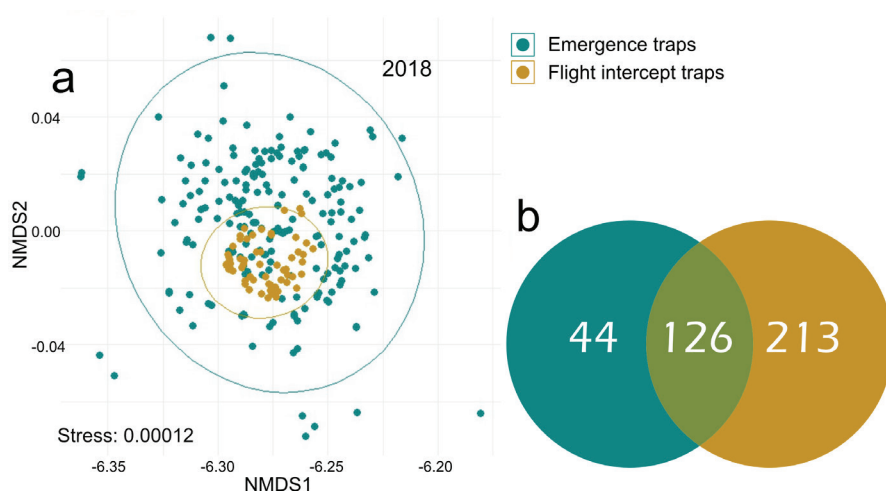 a
2018
Emergence traps
Flight intercept traps
0.04
0.00
-0.04
NMDS2
Stress: 0.00012
-6.35 -6.30 -6.25 -6.20
NMDS1
b
44 126 213